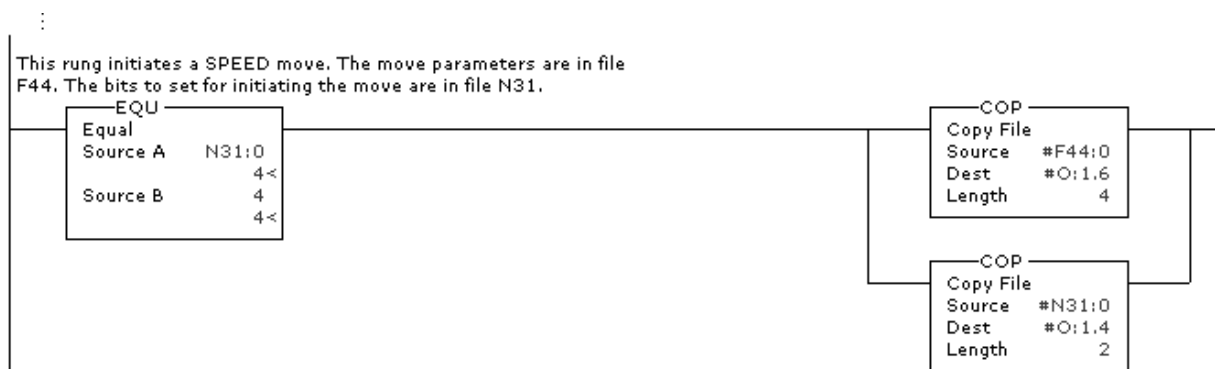 This rung initiates a SPEED move. The move parameters are in file
F44. The bits to set for initiating the move are in file N31.
EQU
Equal
Source A N31:0
4<
Source B 4
4<
COP
Copy File
Source #F44:0
Dest #O:1.6
Length 4
COP
Copy File
Source #N31:0
Dest #O:1.4
Length 2